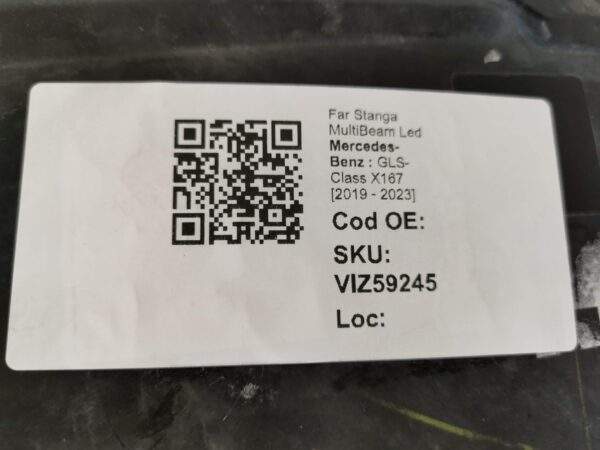 Far Stanga
MultiBeam Led
Mercedes-
Benz : GLS-
Class X167
[2019 - 2023]
Cod OE:
SKU:
VIZ59245
Loc: